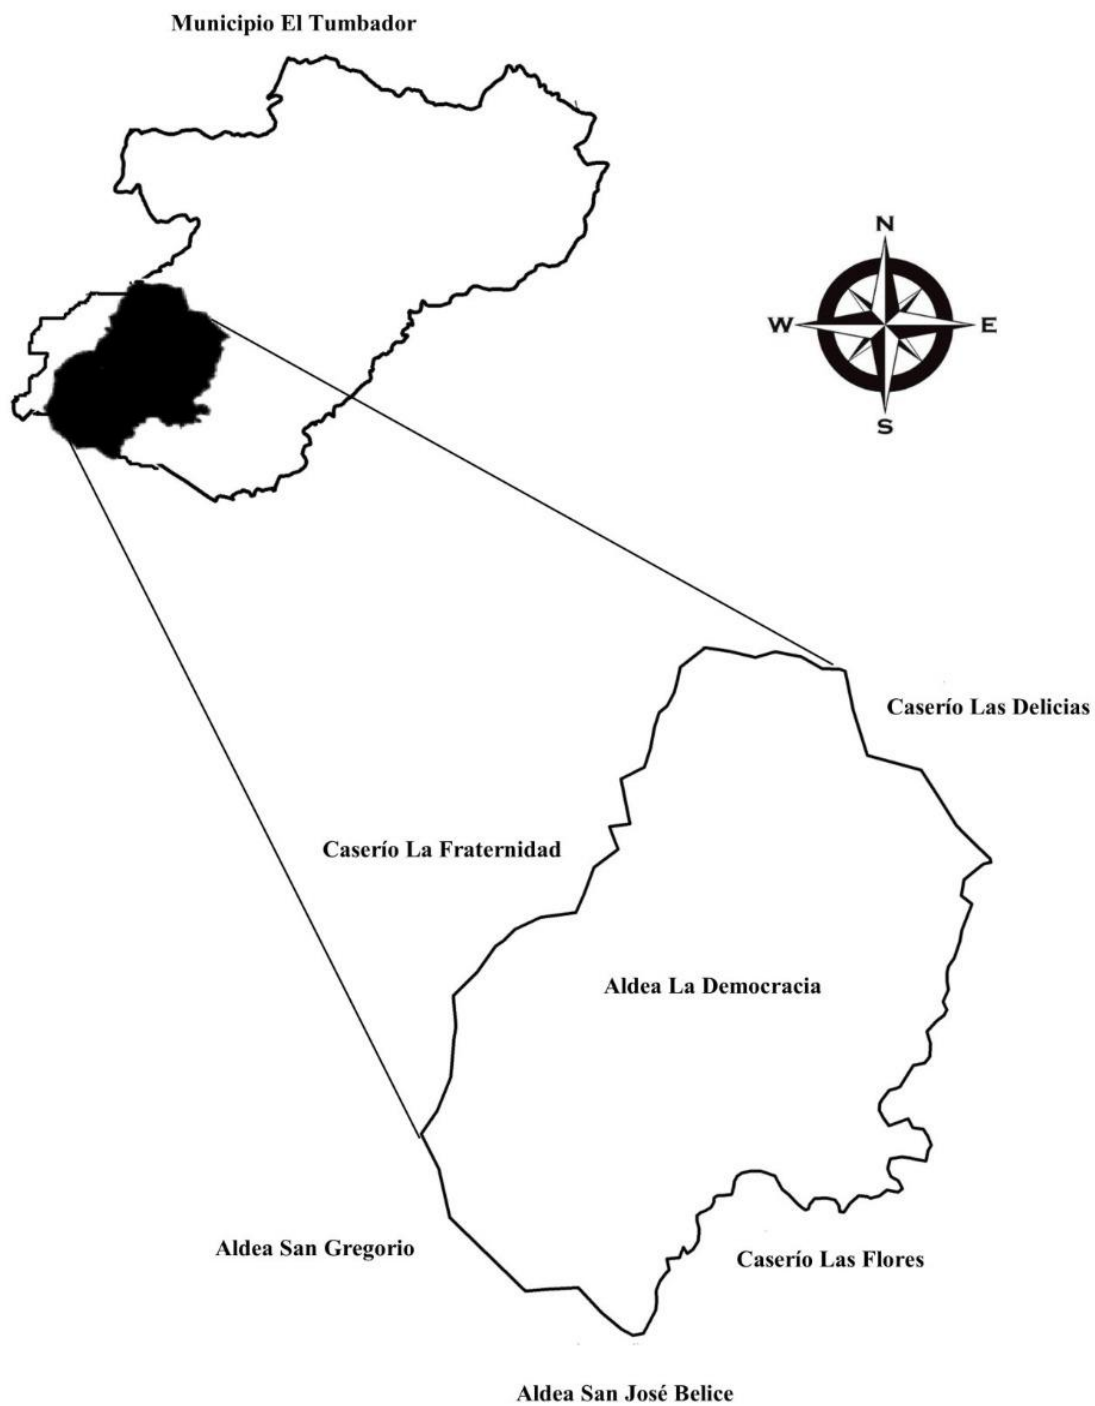 Municipio El Tumbador
N
W
E
S
Caserío Las Delicias
Caserío La Fraternidad
Aldea La Democracia
Aldea San Gregorio
Caserío Las Flores
Aldea San José Belice